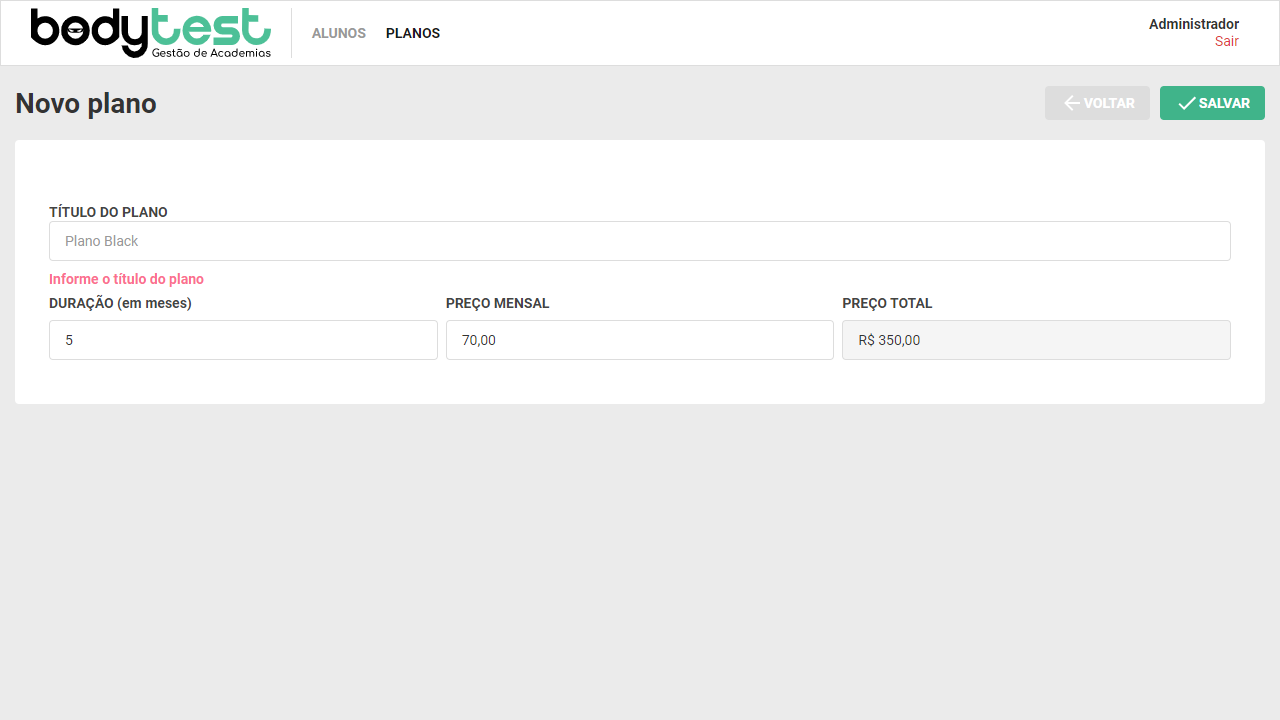 bodytest
Gestão de Academias
ALUNOS PLANOS
Administrador
Sair
Novo plano
VOLTAR SALVAR
TÍTULO DO PLANO
Plano Black
Informe o título do plano
DURAÇÃO (em meses) PREÇO MENSAL PREÇO TOTAL
5 70,00 R$ 350,00